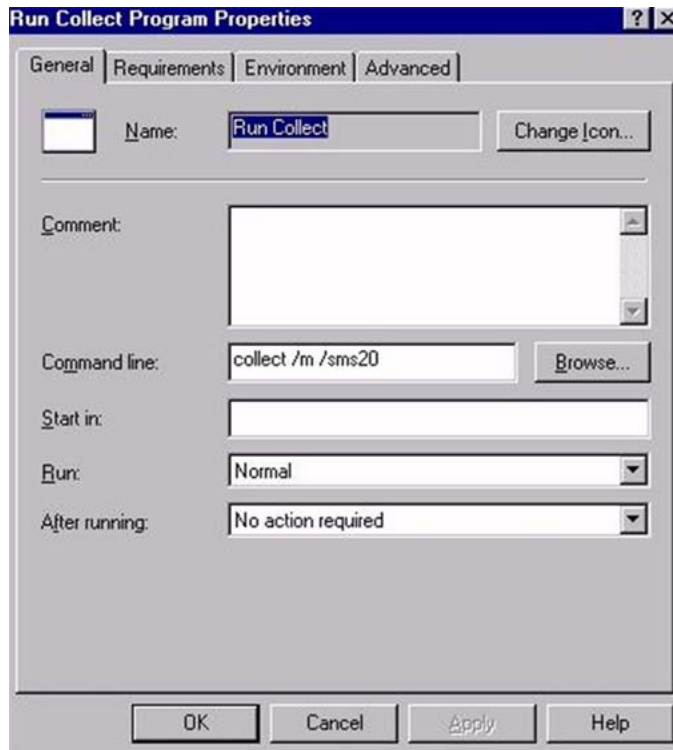 Run Collect Program Properties
General Requirements Environment Advanced
Name: Run Collect Change Icon...
Comment:
Command line: collect /m /sms20 Browse...
Start in:
Run: Normal
After running: No action required
OK Cancel Apply Help